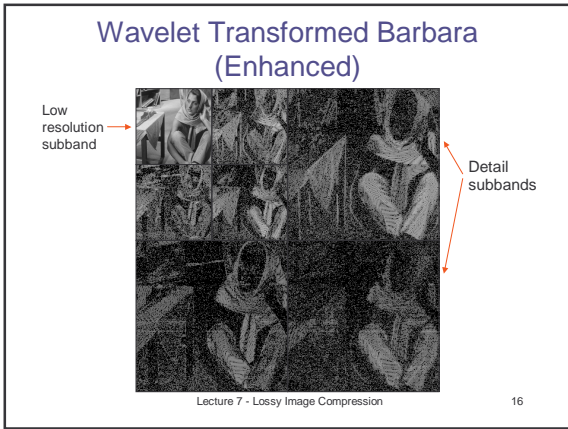 Wavelet Transformed Barbara
(Enhanced)
Low
resolution
subband
Detail
subbands
Lecture 7 - Lossy Image Compression
16